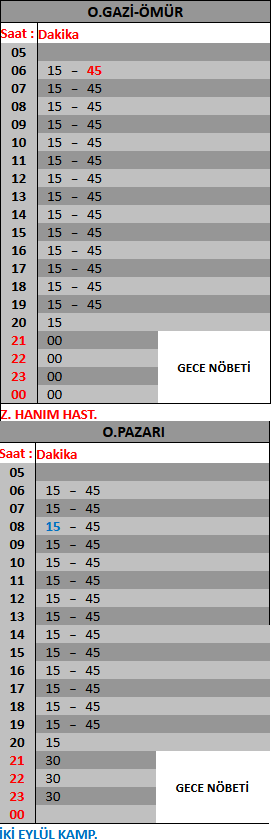 O.GAZİ-ÖMÜR
Saat : Dakika
05
06 15 – 45
07 15 – 45
08 15 – 45
09 15 – 45
10 15 – 45
11 15 – 45
12 15 – 45
13 15 – 45
14 15 – 45
15 15 – 45
16 15 – 45
17 15 – 45
18 15 – 45
19 15 – 45
20 15
21 00
22 00
GECE NÖBETİ
23 00
00 00
Z. HANIM HAST.
O.PAZARI
Saat : Dakika
05
06 15 – 45
07 15 – 45
08 15 – 45
09 15 – 45
10 15 – 45
11 15 – 45
12 15 – 45
13 15 – 45
14 15 – 45
15 15 – 45
16 15 – 45
17 15 – 45
18 15 – 45
19 15 – 45
20 15
21 30
22 30
GECE NÖBETİ
23 30
00
İKİ EYLÜL KAMP.